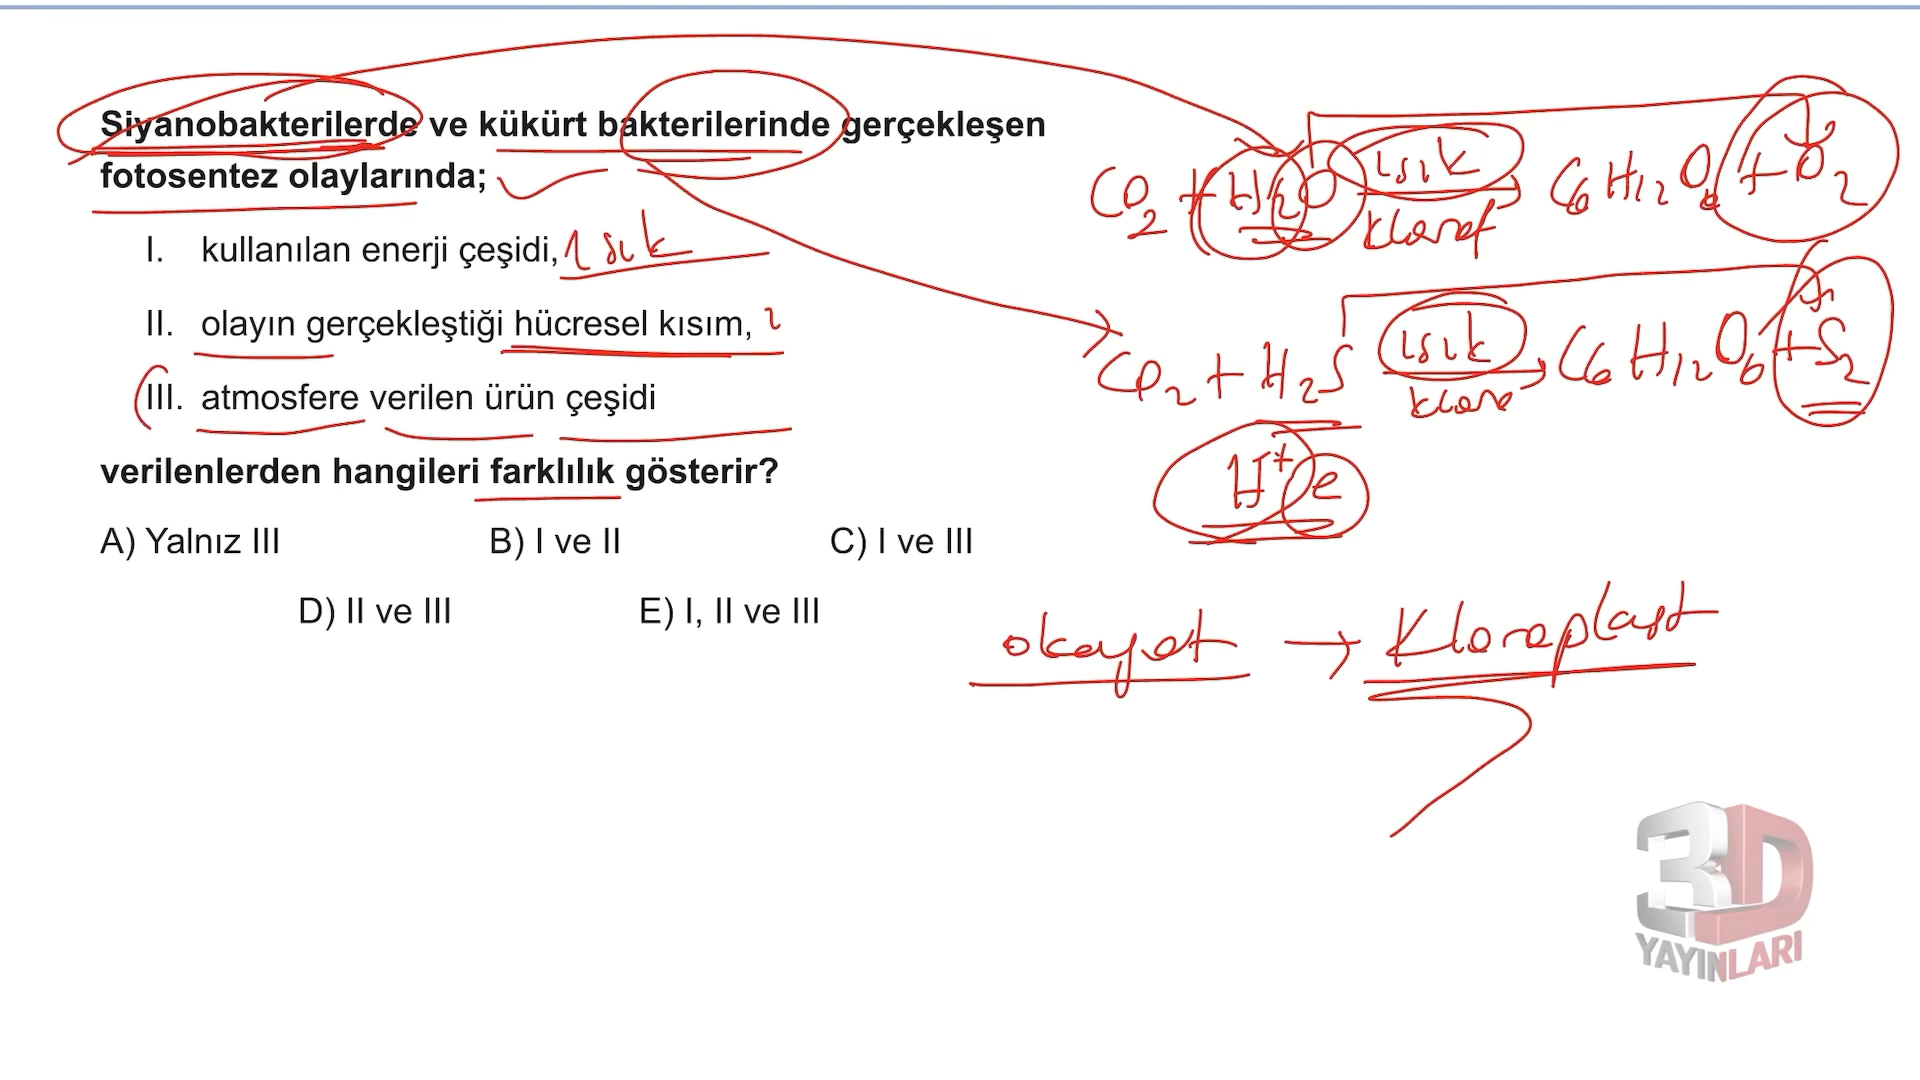 Siyanobakterilerde ve kükürt bakterilerinde gerçekleşen
fotosentez olaylarında;
I. kullanılan enerji çeşidi, ışık
II. olayın gerçekleştiği hücresel kısım,
III. atmosfere verilen ürün çeşidi
verilenlerden hangileri farklılık gösterir?
A) Yalnız III B) I ve II C) I ve III
D) II ve III E) I, II ve III
CO2 + H2O ışık C6H12O6 + O2
klorof
CO2 + H2S ışık C6H12O6 + S2
H+ e
okaryot → Kloroplast
3D
YAYINLARI